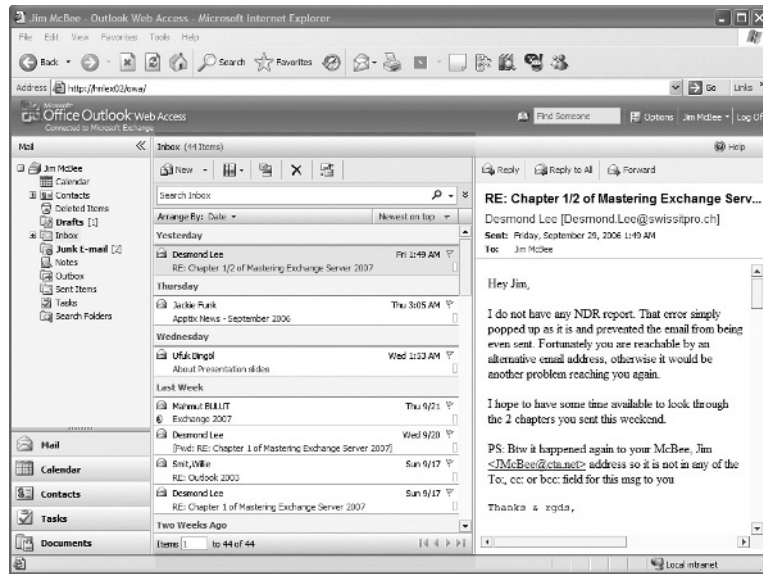 Jim McBee - Outlook Web Access - Microsoft Internet Explorer
File Edit View Favorites Tools Help
Back Search Favorites
Address http://hnlex02/owa/ Go Links
Microsoft
Office Outlook Web Access
Connected to Microsoft Exchange
Find Someone Options Jim McBee Log Of
Mail
Jim McBee
Calendar
Contacts
Deleted Items
Drafts [1]
Inbox
Junk E-mail [2]
Notes
Outbox
Sent Items
Tasks
Search Folders
Mail
Calendar
Contacts
Tasks
Documents
Inbox (44 Items) Help
New
Search Inbox
Arrange By: Date Newest on top
Yesterday
Desmond Lee Fri 1:49 AM
RE: Chapter 1/2 of Mastering Exchange Server 2007
Thursday
Jackie Funk Thu 3:05 AM
Apptix News - September 2006
Wednesday
Ufuk Bingol Wed 1:53 AM
About Presentation slides
Last Week
Mahmut BULUT Thu 9/21
Exchange 2007
Desmond Lee Wed 9/20
[Fwd: RE: Chapter 1 of Mastering Exchange Server 2007]
Smit, Willie Sun 9/17
RE: Outlook 2003
Desmond Lee Sun 9/17
RE: Chapter 1 of Mastering Exchange Server 2007
Two Weeks Ago
Items 1 to 44 of 44
Reply Reply to All Forward
RE: Chapter 1/2 of Mastering Exchange Serv...
Desmond Lee [Desmond.Lee@swissitpro.ch]
Sent: Friday, September 29, 2006 1:49 AM
To: Jim McBee
Hey Jim,
I do not have any NDR report. That error simply
popped up as it is and prevented the email from being
even sent. Fortunately you are reachable by an
alternative email address, otherwise it would be
another problem reaching you again.
I hope to have some time available to look through
the 2 chapters you sent this weekend.
PS: Btw it happened again to your McBee, Jim
<JMcBee@cta.net> address so it is not in any of the
To:, cc: or bcc: field for this msg to you
Thanks & rgds,
Local intranet